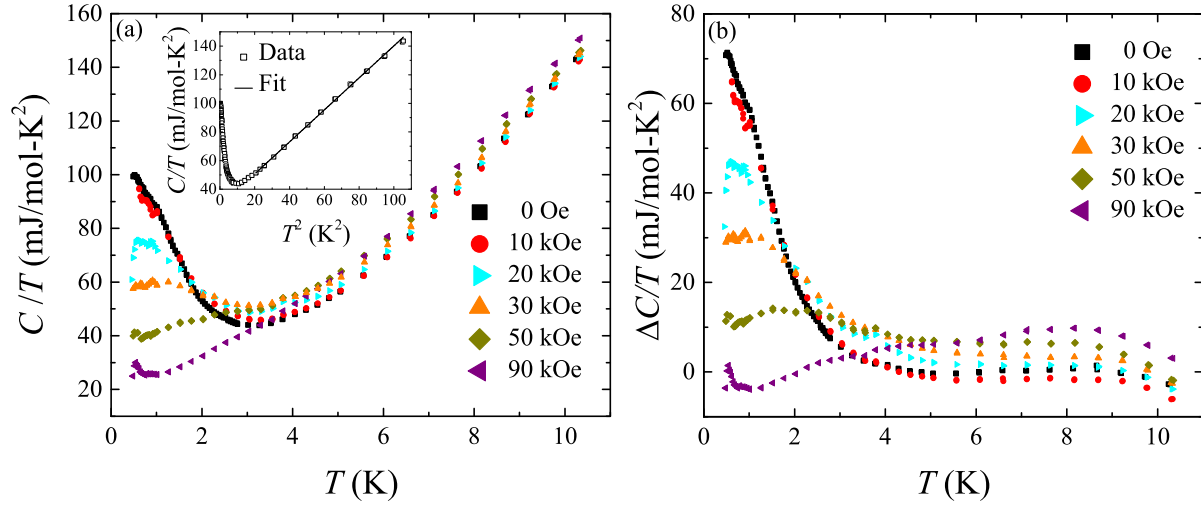 (a)
C/T (mJ/mol-K²)
160
140
120
100
80
60
40
20
0 2 4 6 8 10
T (K)
0 Oe
10 kOe
20 kOe
30 kOe
50 kOe
90 kOe
C/T (mJ/mol-K²)
140
120
100
80
60
40
0 20 40 60 80 100
T² (K²)
Data
Fit
(b)
ΔC/T (mJ/mol-K²)
80
60
40
20
0
0 2 4 6 8 10
T (K)
0 Oe
10 kOe
20 kOe
30 kOe
50 kOe
90 kOe